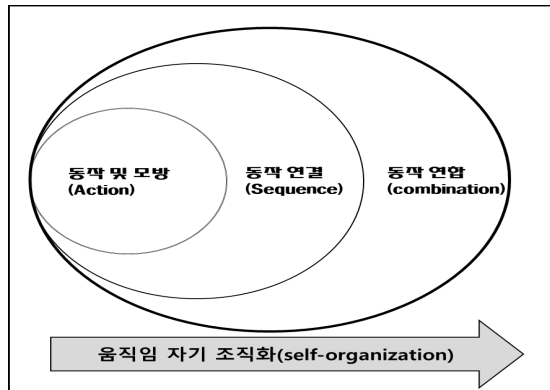 동작 및 모방
(Action)
동작 연결
(Sequence)
동작 연합
(combination)
움직임 자기 조직화(self-organization)